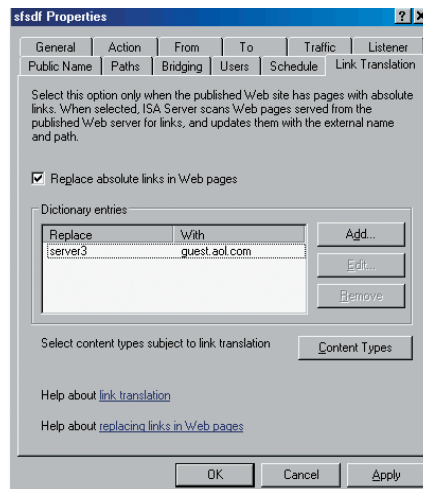 sfsdf Properties
General Action From To Traffic Listener
Public Name Paths Bridging Users Schedule Link Translation
Select this option only when the published Web site has pages with absolute
links. When selected, ISA Server scans Web pages served from the
published Web server for links, and updates them with the external name
and path.
Replace absolute links in Web pages
Dictionary entries
Replace With
server3 guest.aol.com
Add...
Edit...
Remove
Select content types subject to link translation
Content Types
Help about link translation
Help about replacing links in Web pages
OK Cancel Apply